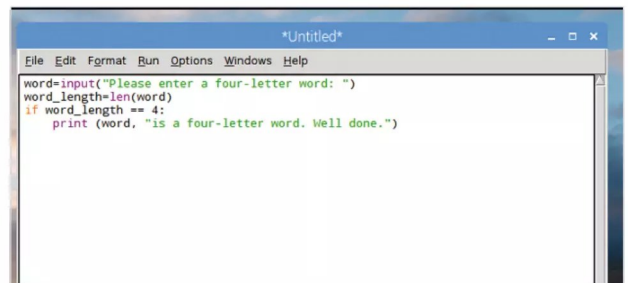 *Untitled*
File Edit Format Run Options Windows Help
word=input("Please enter a four-letter word: ")
word_length=len(word)
if word_length == 4:
    print (word, "is a four-letter word. Well done.")